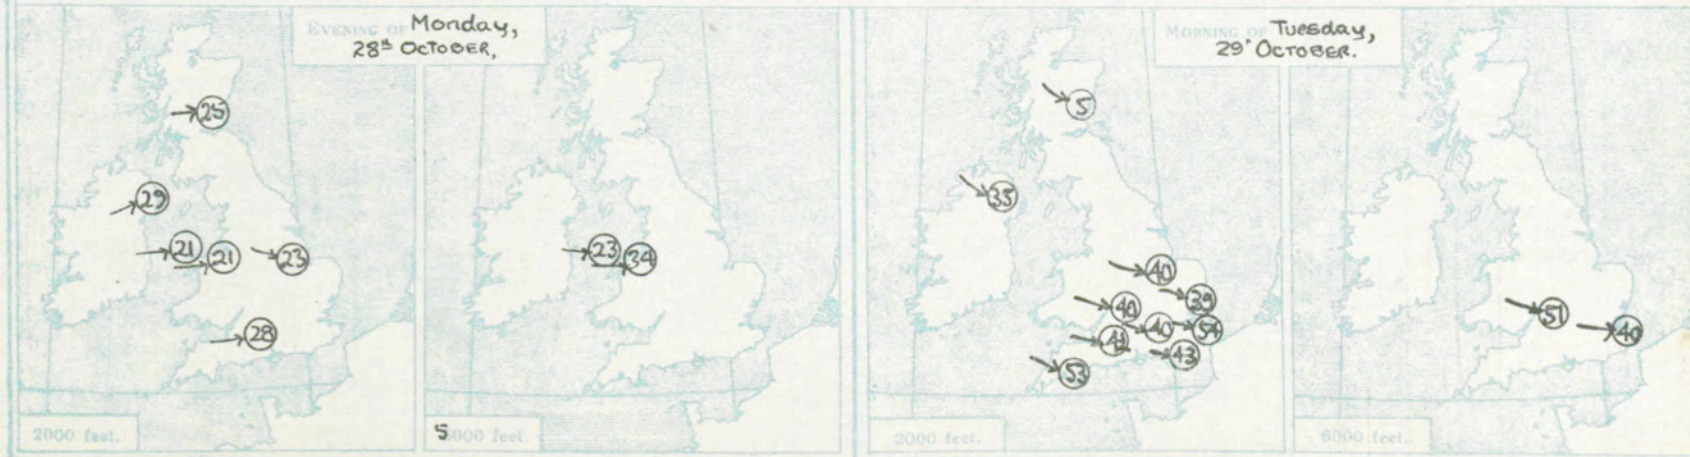 EVENING OF Monday,
28th OCTOBER,
MORNING OF Tuesday,
29' OCTOBER.
25
29
21
21
23
28
2000 feet.
23
34
5000 feet.
5
35
40
39
40
40
54
41
43
53
2000 feet.
51
40
6000 feet.